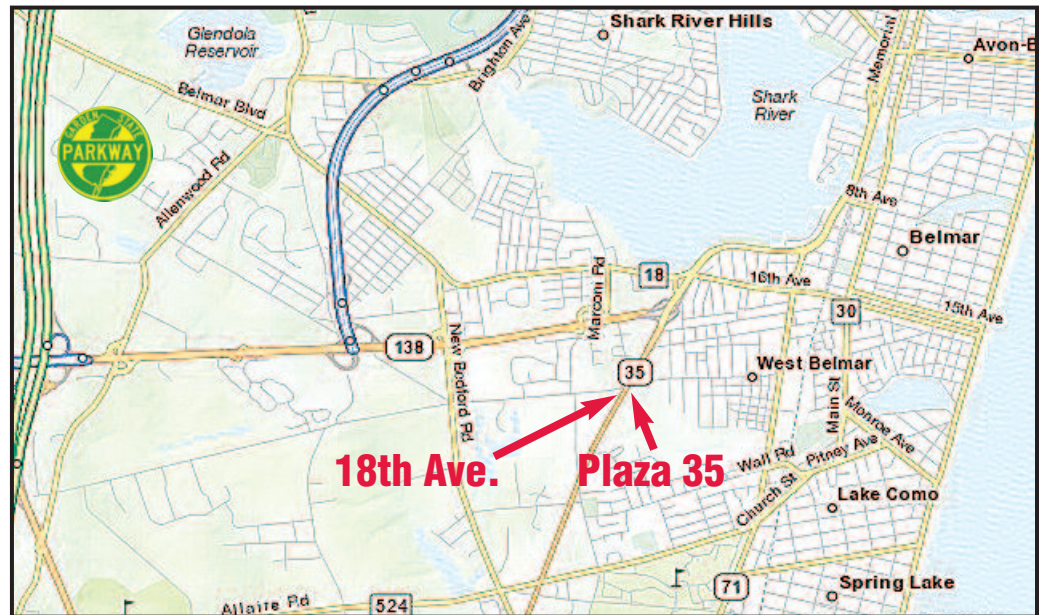 Shark River Hills
Glendola
Reservoir
Brighton Ave
Memorial
Avon-B
Belmar Blvd
Shark
River
GARDEN STATE
PARKWAY
Allenwood Rd
8th Ave
Belmar
Marconi Rd
18
16th Ave
15th Ave
30
138
New Bedford Rd
35
West Belmar
Main St
Monroe Ave
18th Ave.
Plaza 35
Wall Rd
Pitney Ave
Church St
Lake Como
71
Spring Lake
Allaire Rd
524